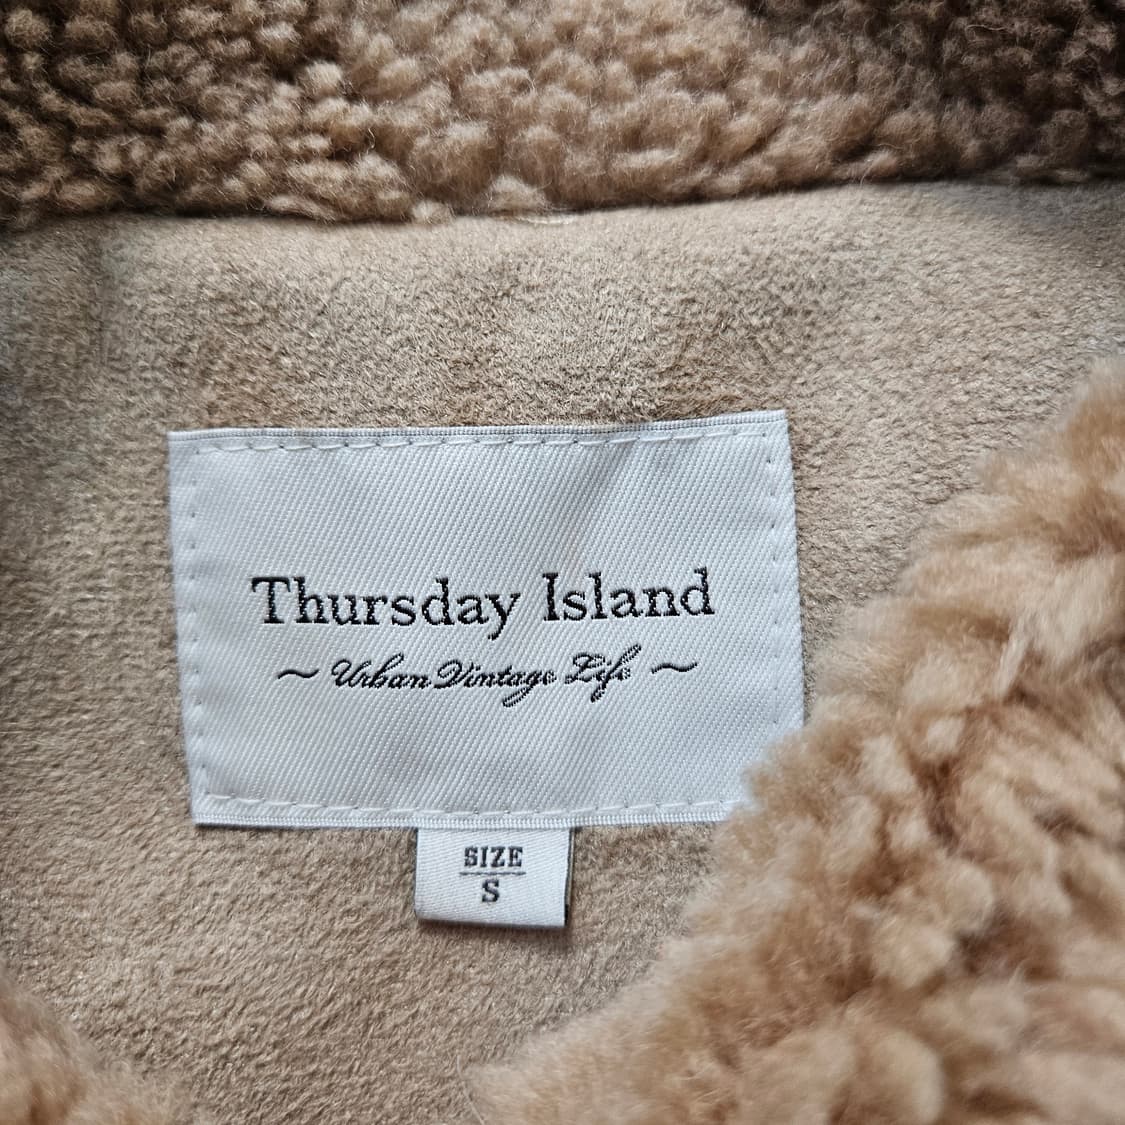 Thursday Island
~ Urban Vintage Life ~
SIZE
S